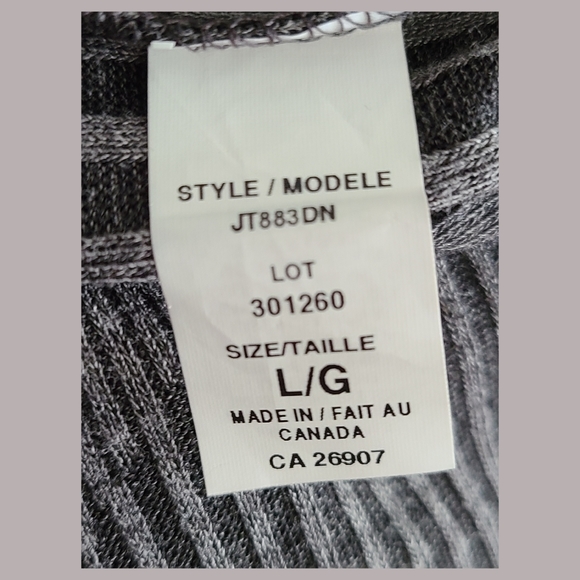 STYLE / MODELE
JT883DN
LOT
301260
SIZE/TAILLE
L/G
MADE IN / FAIT AU
CANADA
CA 26907